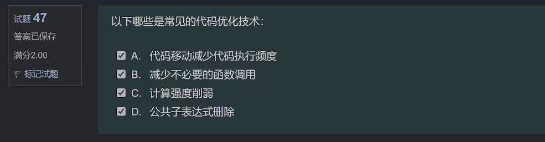 试题 47
答案已保存
满分2.00
标记试题
以下哪些是常见的代码优化技术：
A. 代码移动减少代码执行频度
B. 减少不必要的函数调用
C. 计算强度削弱
D. 公共子表达式删除